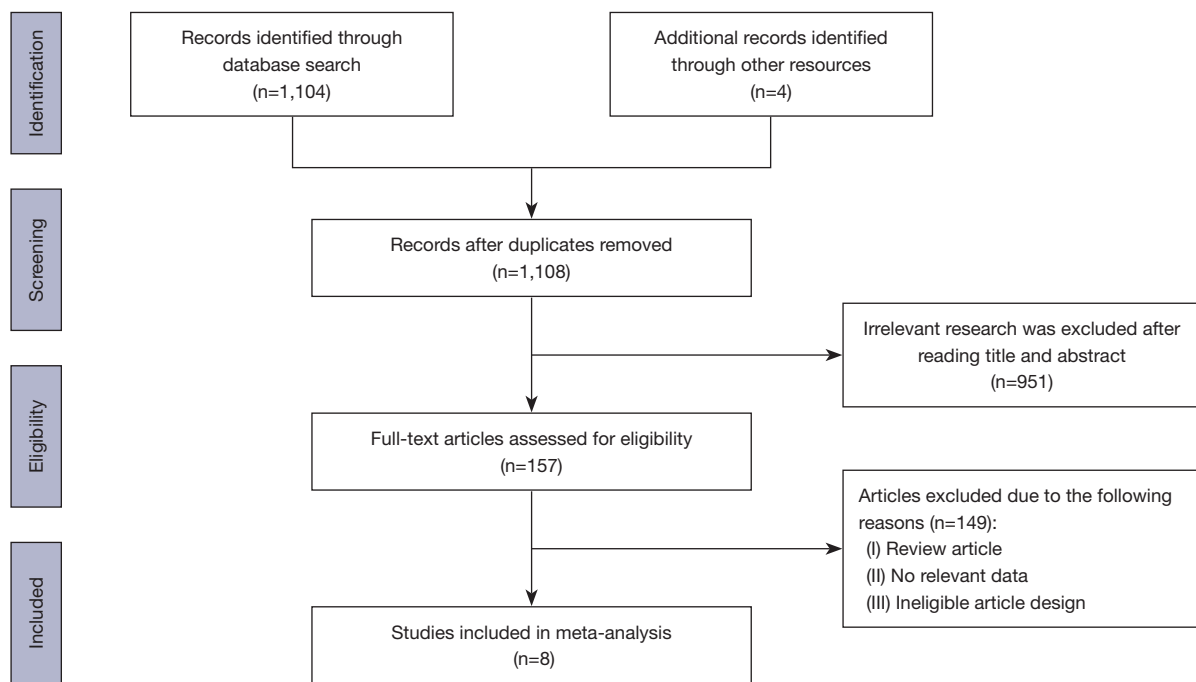 Identification
Records identified through
database search
(n=1,104)
Additional records identified
through other resources
(n=4)
Screening
Records after duplicates removed
(n=1,108)
Irrelevant research was excluded after
reading title and abstract
(n=951)
Eligibility
Full-text articles assessed for eligibility
(n=157)
Articles excluded due to the following
reasons (n=149):
(I) Review article
(II) No relevant data
(III) Ineligible article design
Included
Studies included in meta-analysis
(n=8)